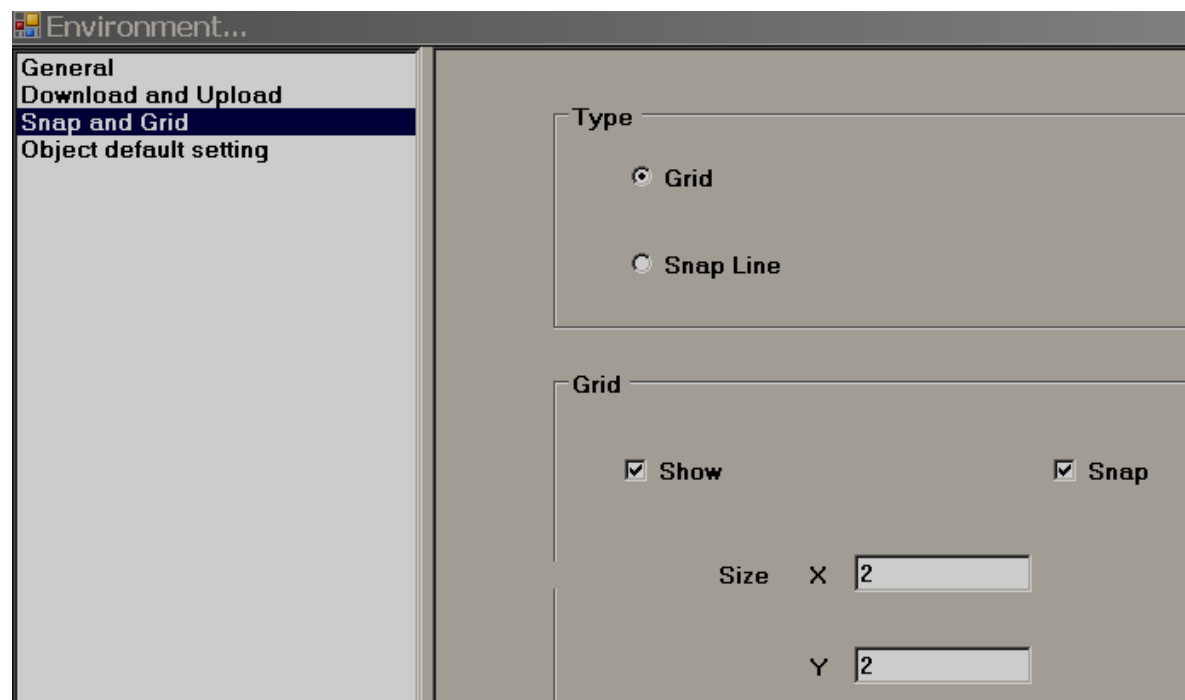 Environment...
General
Download and Upload
Snap and Grid
Object default setting
Type
Grid
Snap Line
Grid
Show Snap
Size X 2
Y 2